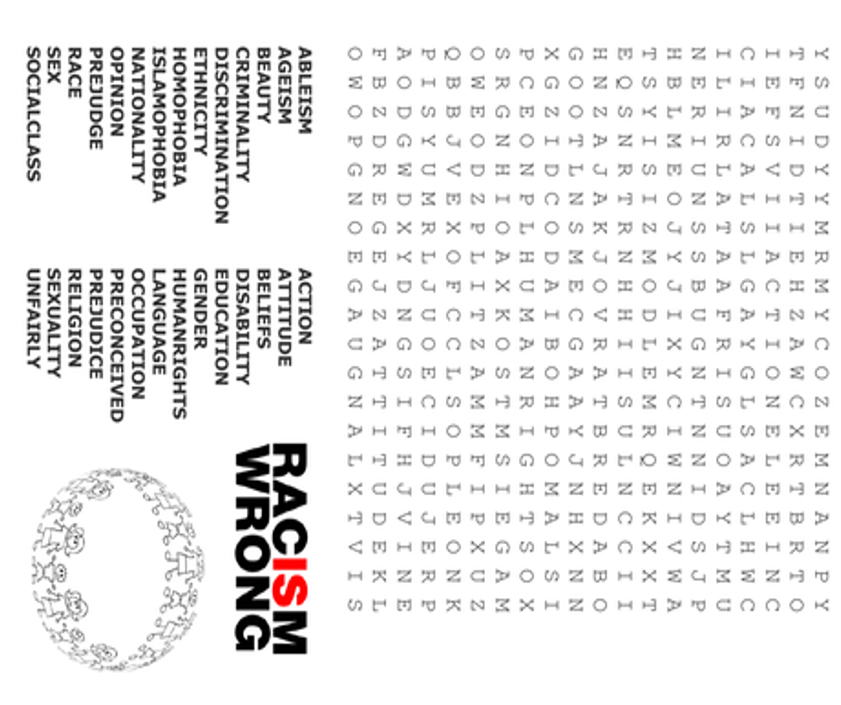 Y S U D Y Y M R M Y C O Z E M N A N P Y
T F N I D T I E H Z A W C X R T B R T O
I E F S V I I A C T I O N E L E E I N C
C I A C A L S L G A Y G L S A C L H W C
I L I R L A T A A F R I S U O A Y T M U
N E R I U N S S B U G N T N N I D S J P
H B L M E O J Y J I X Y C I W N I V W A
T S Y I S I Z M O D L E M R Q E K X X T
E Q S N R T R N H H I I S U L N C C I I
H N Z A J A K J O V R A T B R E D A B O
G O O T L N S M E C G A A Y J N H X N N
X G Z I D C O D A I B O H P O M A L S I
P C E O N P L H U M A N R I G H T S O X
S R G N H I O A X K O S T M S I E G A M
O W E O D Z P L I T Z A M M F I P X U Z
Q B B J V E X O F C C L S O P L E O N K
P I S Y U M R L J U O E C I D U J E R P
A O D G W D X Y D N G S I F H J V I N E
F B Z D R E G E J Z A T T I T U D E K L
O W O P G N O E G A U G N A L X T V I S
ABLEISM
AGEISM
BEAUTY
CRIMINALITY
DISCRIMINATION
ETHNICITY
HOMOPHOBIA
ISLAMOPHOBIA
NATIONALITY
OPINION
PREJUDGE
RACE
SEX
SOCIALCLASS
ACTION
ATTITUDE
BELIEFS
DISABILITY
EDUCATION
GENDER
HUMANRIGHTS
LANGUAGE
OCCUPATION
PRECONCEIVED
PREJUDICE
RELIGION
SEXUALITY
UNFAIRLY
RACISM
WRONG